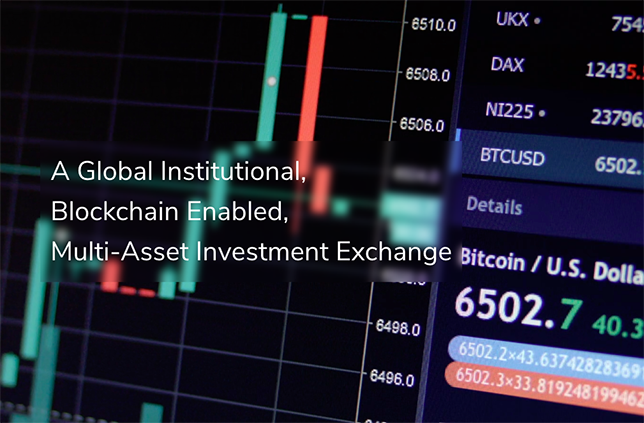 6510.0
6508.0
6506.0
UKX •
DAX
12435.
NI225 •
23796
BTCUSD
6502.
A Global Institutional,
Blockchain Enabled,
Multi-Asset Investment Exchange
Details
Bitcoin / U.S. Dolla
6502.7
40.3
6502.2×43.63742828369
6502.3×33.819248199462
6498.0
6496.0